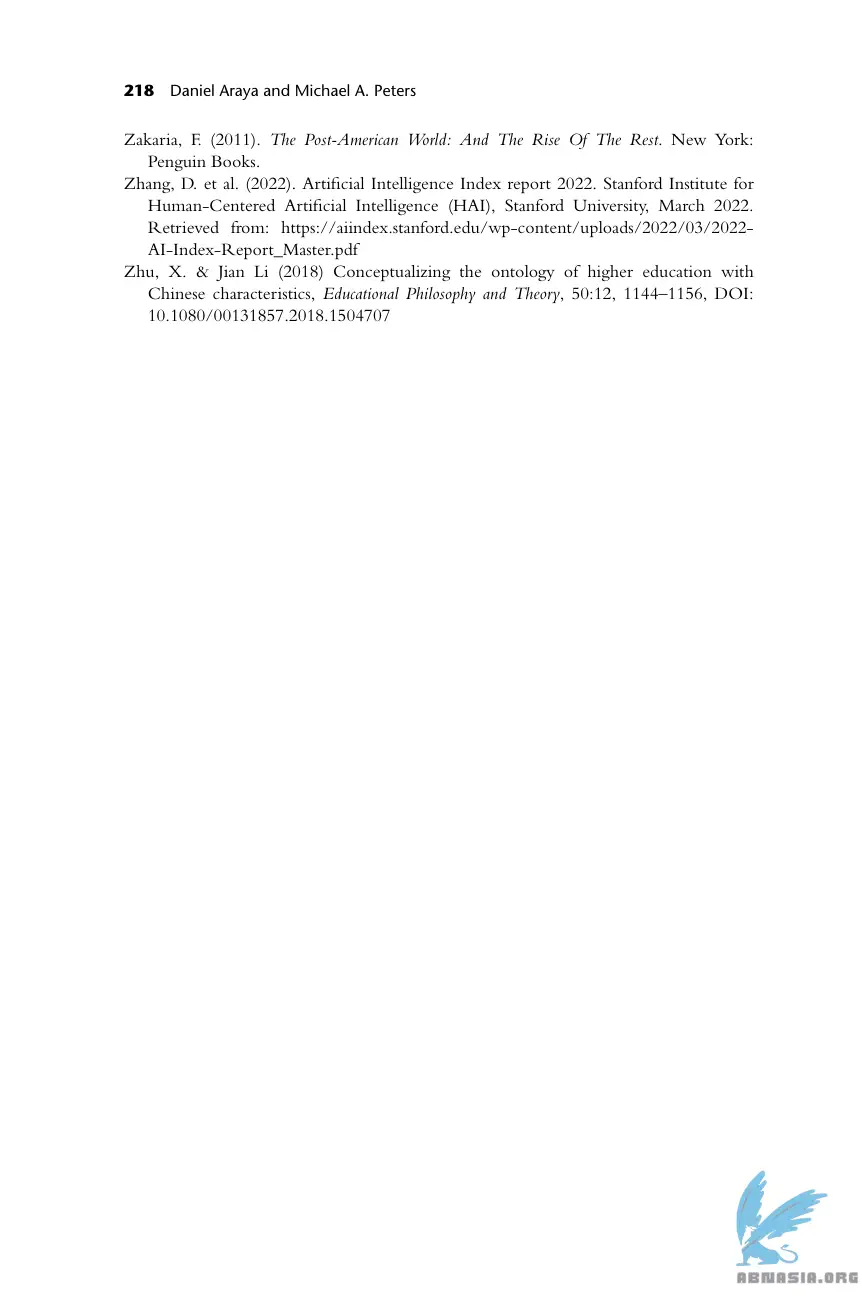 218 Daniel Araya and Michael A. Peters
Zakaria, F. (2011). The Post-American World: And The Rise Of The Rest. New York:
Penguin Books.
Zhang, D. et al. (2022). Artificial Intelligence Index report 2022. Stanford Institute for
Human-Centered Artificial Intelligence (HAI), Stanford University, March 2022.
Retrieved from: https://aiindex.stanford.edu/wp-content/uploads/2022/03/2022-
AI-Index-Report_Master.pdf
Zhu, X. & Jian Li (2018) Conceptualizing the ontology of higher education with
Chinese characteristics, Educational Philosophy and Theory, 50:12, 1144–1156, DOI:
10.1080/00131857.2018.1504707
ABNASIA.ORG